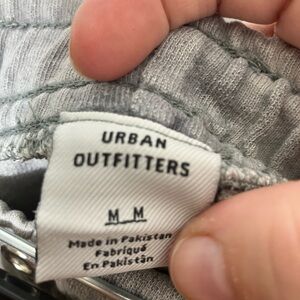 URBAN
OUTFITTERS
M M
Made in Pakistan
Fabriqué
En Pakistán